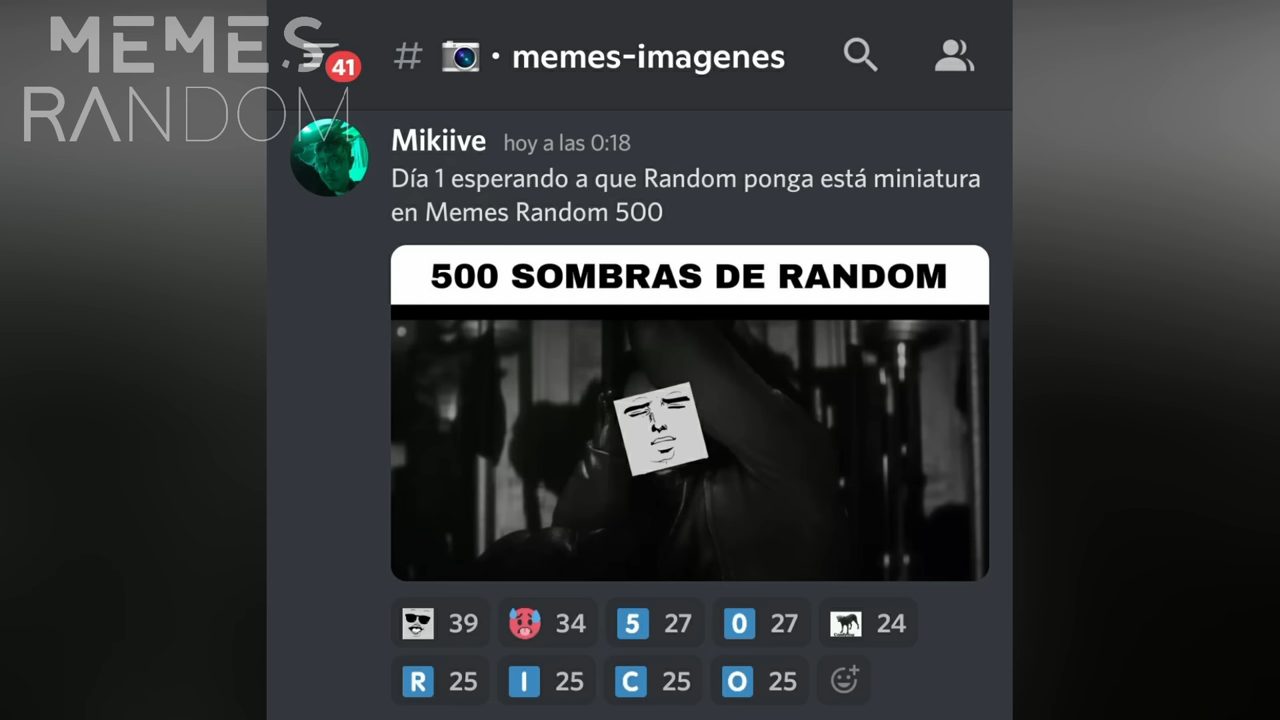 MEMES
RANDOM
41
# • memes-imagenes
Mikiive hoy a las 0:18
Día 1 esperando a que Random ponga está miniatura
en Memes Random 500
500 SOMBRAS DE RANDOM
39 34 5 27 0 27 24
R 25 I 25 C 25 O 25